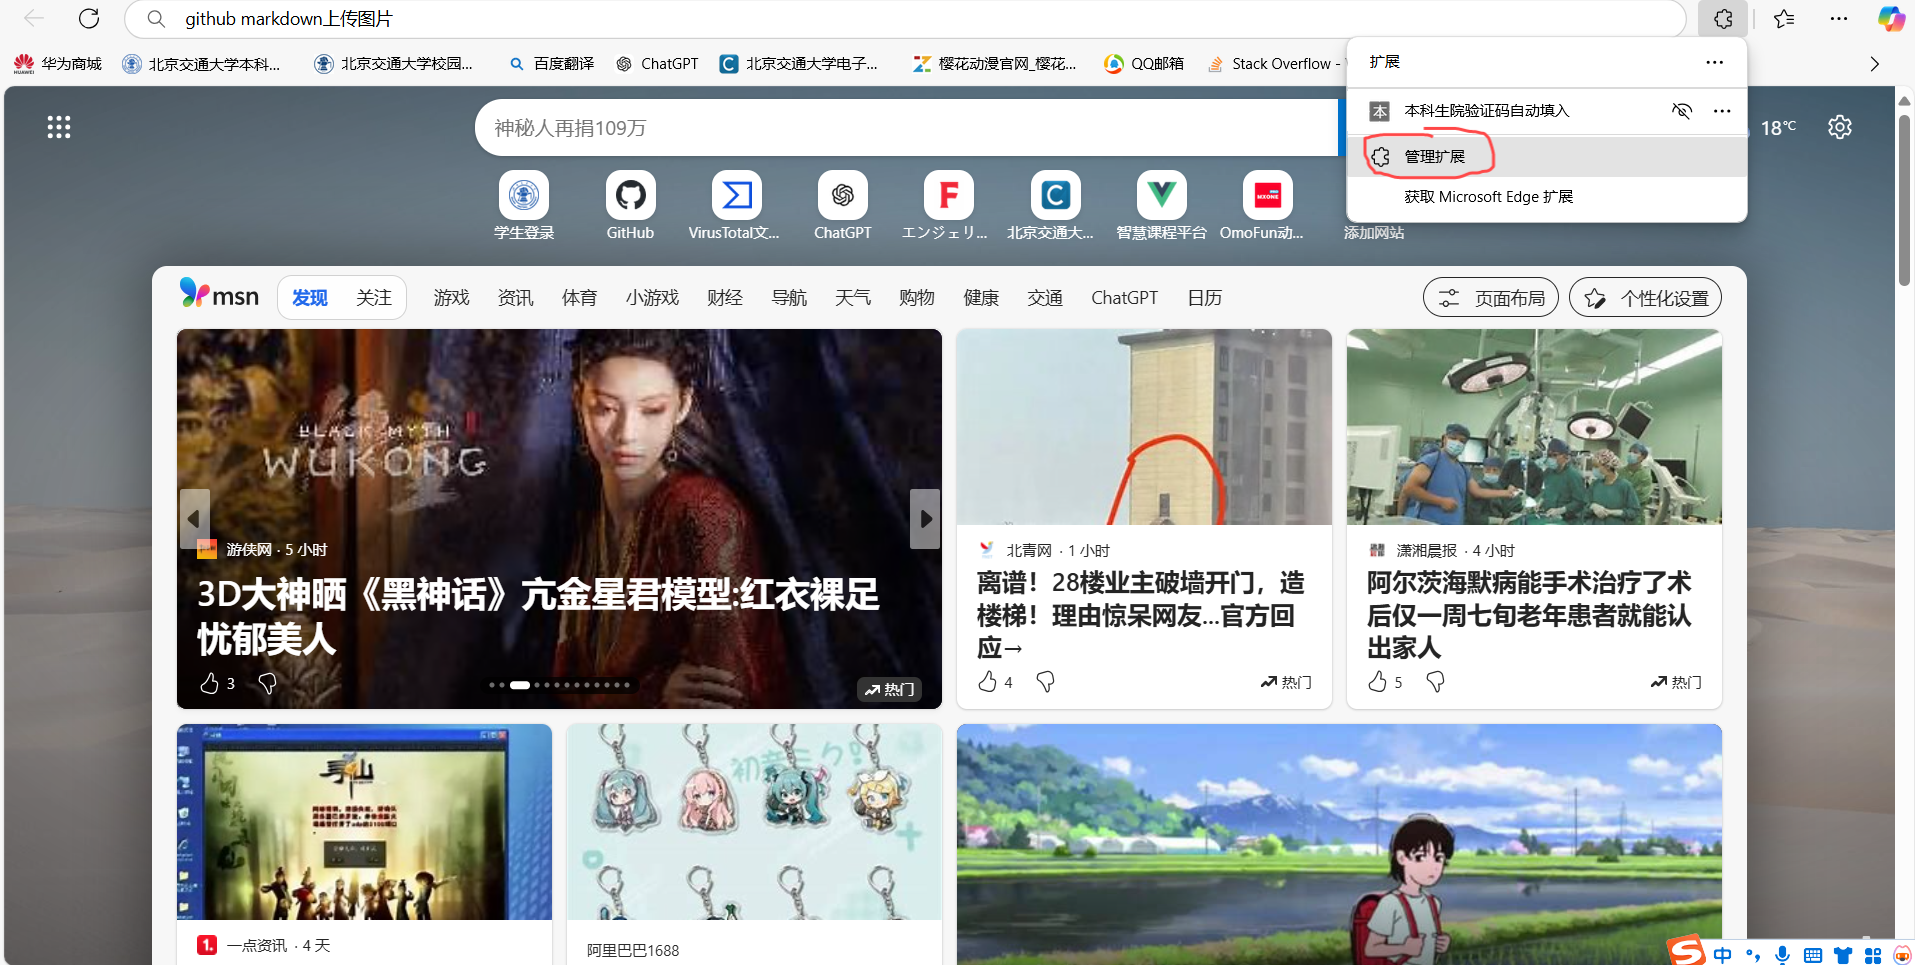 github markdown上传图片
华为商城
北京交通大学本科...
北京交通大学校园...
百度翻译
ChatGPT
北京交通大学电子...
樱花动漫官网_樱花...
QQ邮箱
Stack Overflow -
扩展
本科生院验证码自动填入
管理扩展
获取 Microsoft Edge 扩展
神秘人再捐109万
18°C
学生登录
GitHub
VirusTotal文...
ChatGPT
エンジェリ...
北京交通大...
智慧课程平台
OmoFun动...
添加网站
msn
发现
关注
游戏
资讯
体育
小游戏
财经
导航
天气
购物
健康
交通
ChatGPT
日历
页面布局
个性化设置
BLACK MYTH
WUKONG
游侠网 · 5 小时
3D大神晒《黑神话》亢金星君模型:红衣裸足
忧郁美人
3
热门
北青网 · 1 小时
离谱！28楼业主破墙开门，造
楼梯！理由惊呆网友...官方回
应→
4
热门
潇湘晨报 · 4 小时
阿尔茨海默病能手术治疗了术
后仅一周七旬老年患者就能认
出家人
5
热门
初音ミク!
一点资讯 · 4 天
阿里巴巴1688
中